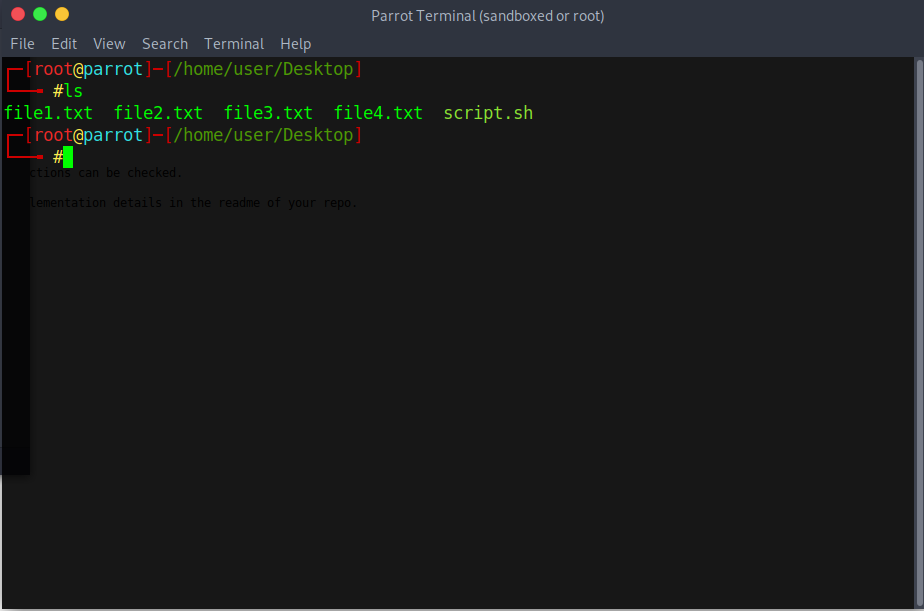 Parrot Terminal (sandboxed or root)
File Edit View Search Terminal Help
┌─[root@parrot]─[/home/user/Desktop]
└──╼ #ls
file1.txt file2.txt file3.txt file4.txt script.sh
┌─[root@parrot]─[/home/user/Desktop]
└──╼ #
ctions can be checked.
lementation details in the readme of your repo.